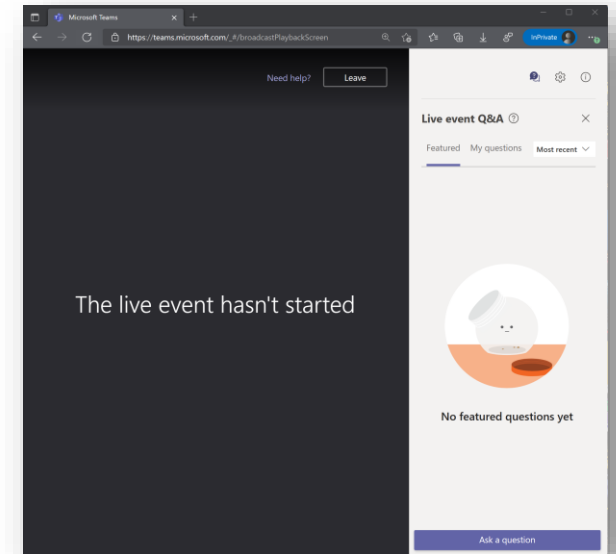 Microsoft Teams
https://teams.microsoft.com/_#/broadcastPlaybackScreen
InPrivate
Need help?
Leave
Live event Q&A
Featured
My questions
Most recent
The live event hasn't started
No featured questions yet
Ask a question